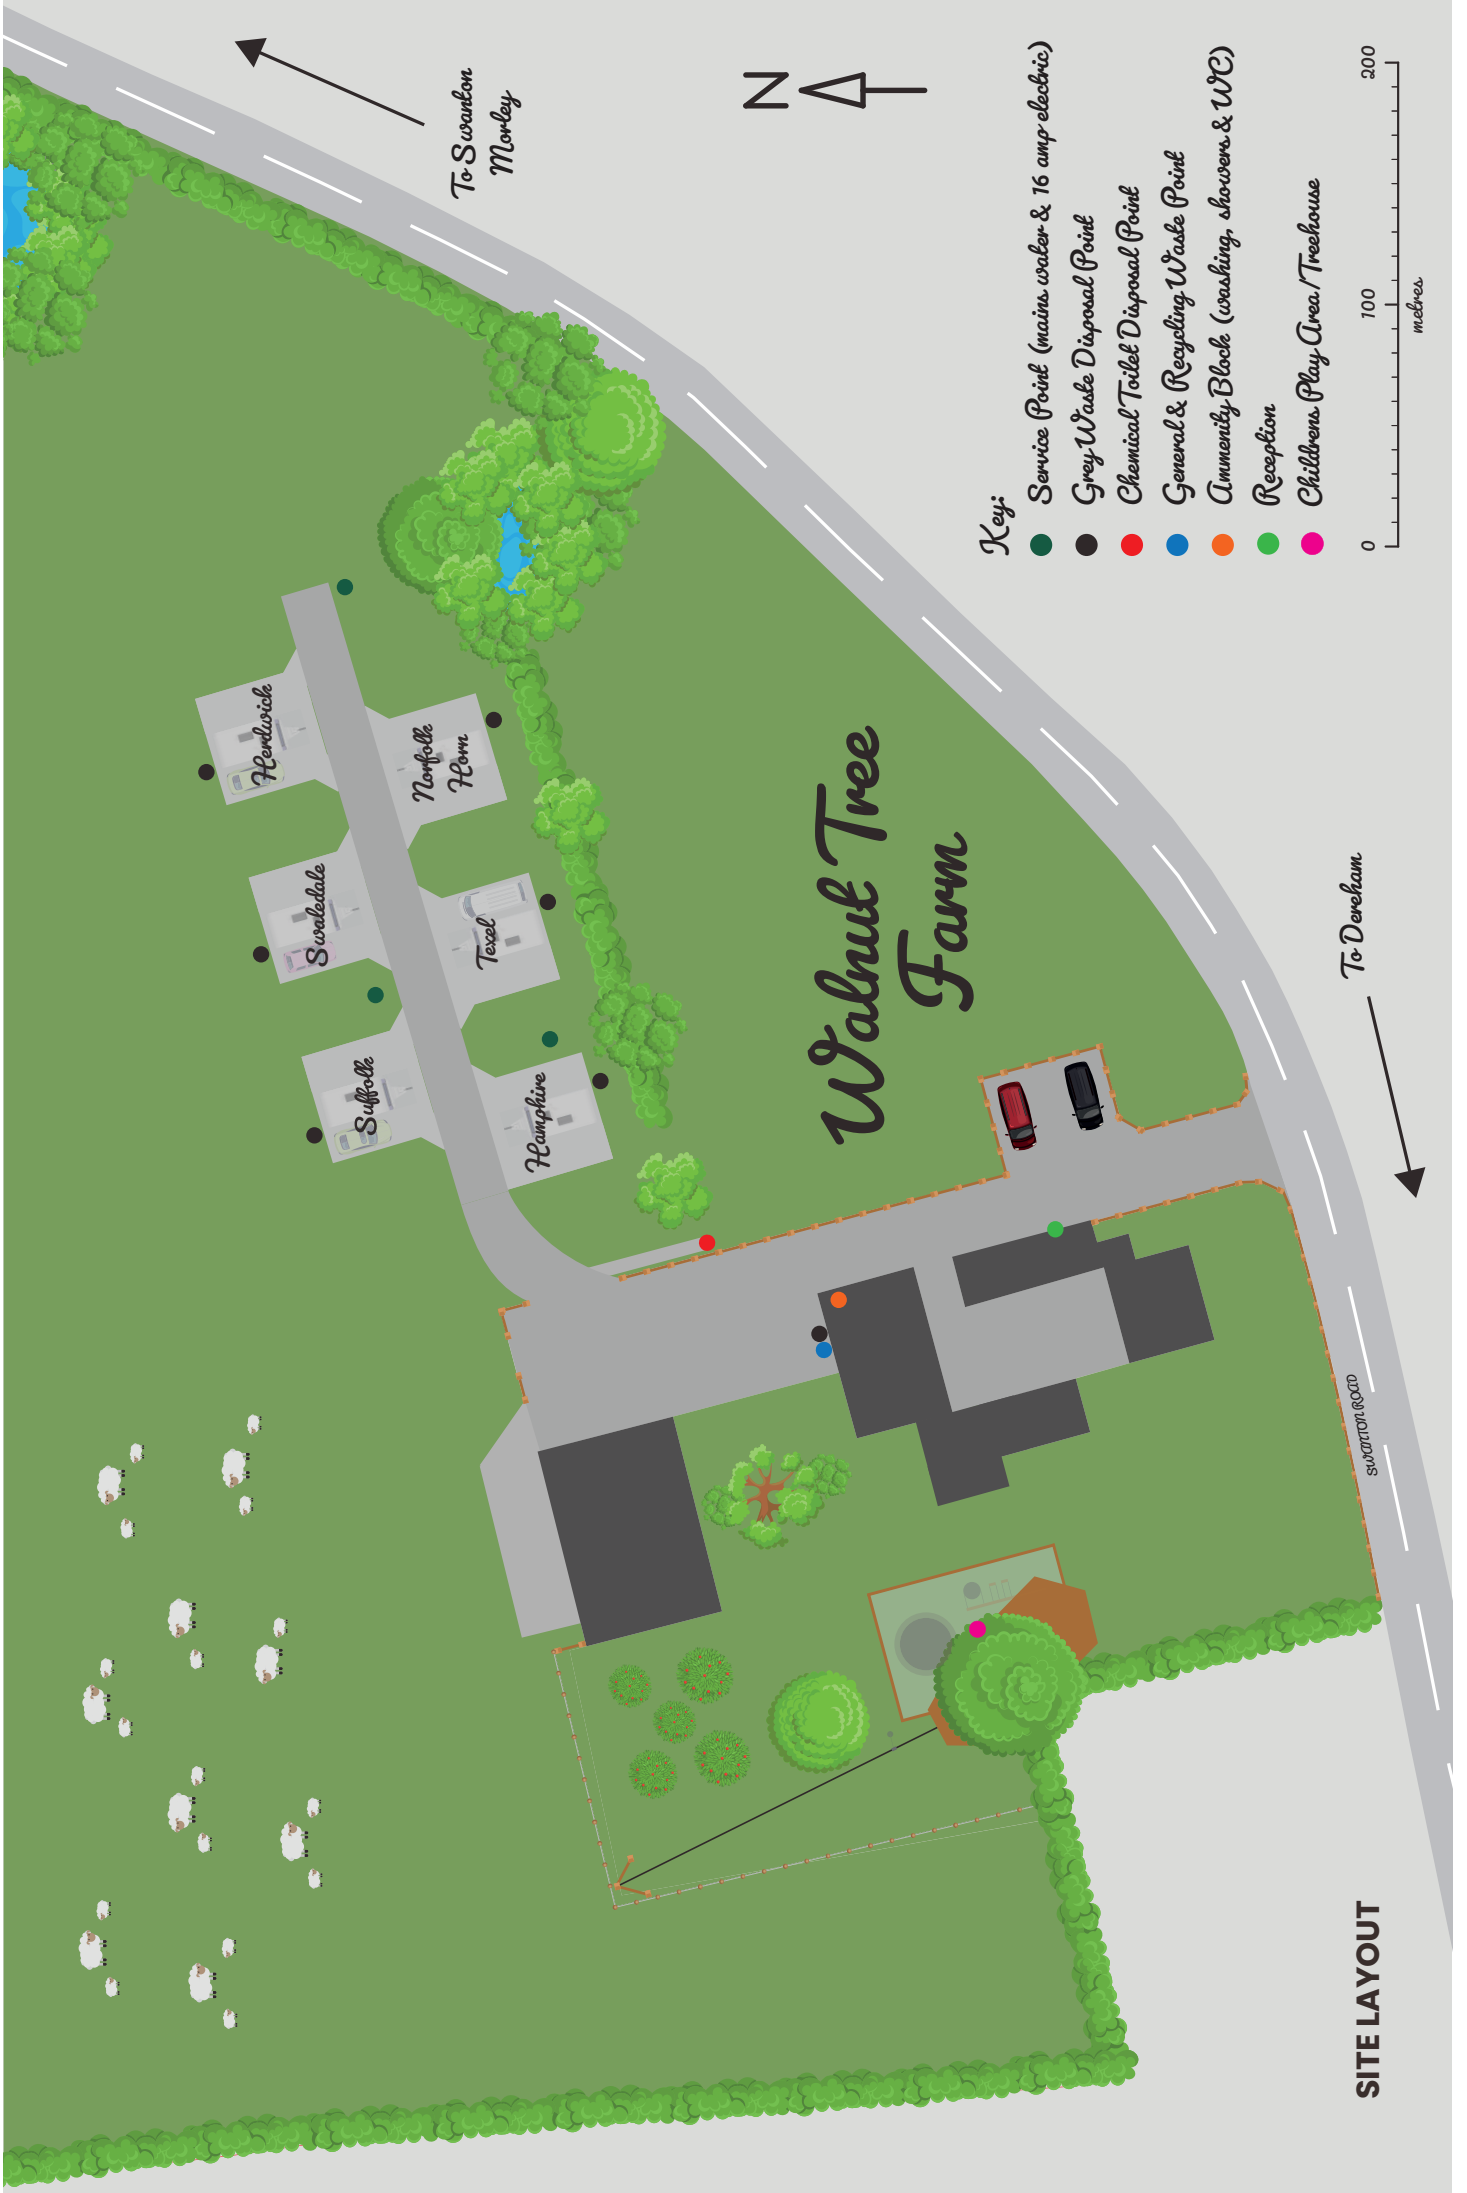 To Swanton
Morley
N
Herdwick
Swaledale
Suffolk
Norfolk
Horn
Texel
Hamphire
Walnut Tree
Farm
Key:
Service Point (mains water & 16 amp electric)
Grey Waste Disposal Point
Chemical Toilet Disposal Point
General & Recycling Waste Point
Ammenity Block (washing, showers & WC)
Reception
Childrens Play Area/Treehouse
0 100 200
metres
To Dereham
SWANTON ROAD
SITE LAYOUT